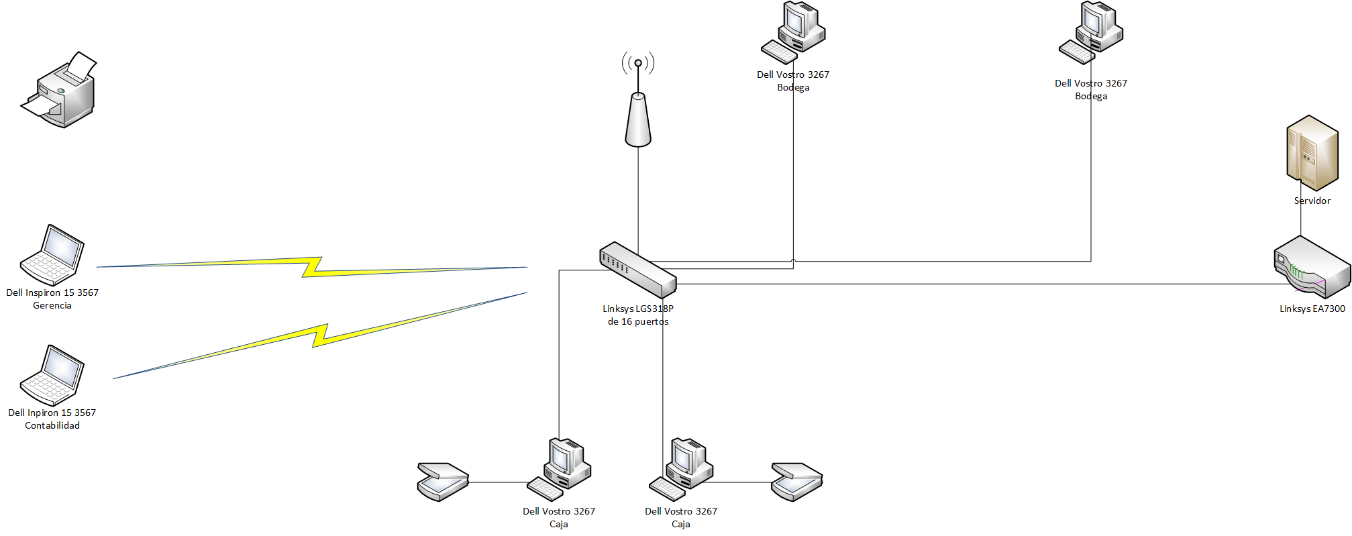 Dell Vostro 3267
Bodega
Dell Vostro 3267
Bodega
Servidor
Dell Inspiron 15 3567
Gerencia
Linksys LGS318P
de 16 puertos
Linksys EA7300
Dell Inpiron 15 3567
Contabilidad
Dell Vostro 3267
Caja
Dell Vostro 3267
Caja